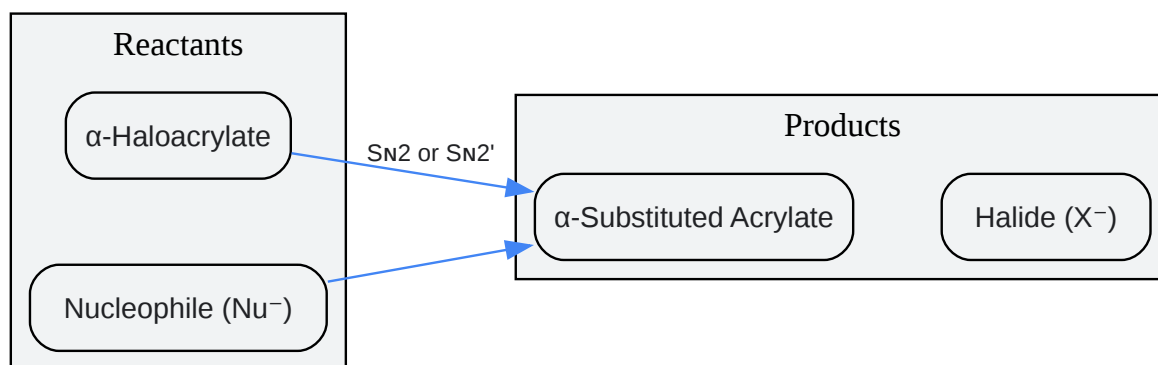 Reactants
α-Haloacrylate
Sɴ2 or Sɴ2'
Nucleophile (Nu⁻)
Products
α-Substituted Acrylate
Halide (X⁻)